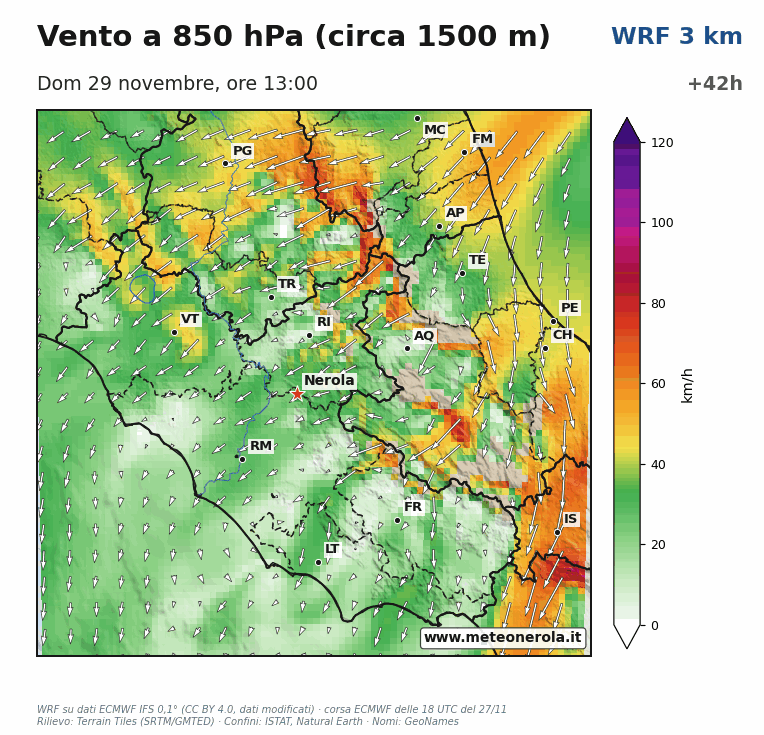 Vento a 850 hPa (circa 1500 m)
WRF 3 km
Dom 29 novembre, ore 13:00
+42h
MC
FM
PG
AP
TE
TR
PE
VT
RI
AQ
CH
Nerola
RM
FR
IS
LT
www.meteonerola.it
120
100
80
60
40
20
0
km/h
WRF su dati ECMWF IFS 0,1° (CC BY 4.0, dati modificati) · corsa ECMWF delle 18 UTC del 27/11
Rilievo: Terrain Tiles (SRTM/GMTED) · Confini: ISTAT, Natural Earth · Nomi: GeoNames